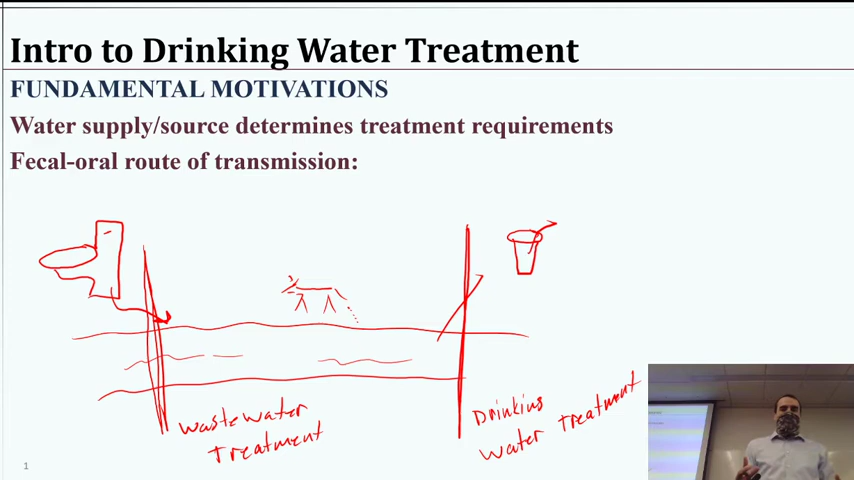 Intro to Drinking Water Treatment
FUNDAMENTAL MOTIVATIONS
Water supply/source determines treatment requirements
Fecal-oral route of transmission:
Wastewater
Treatment
Drinking
Water Treatment
1